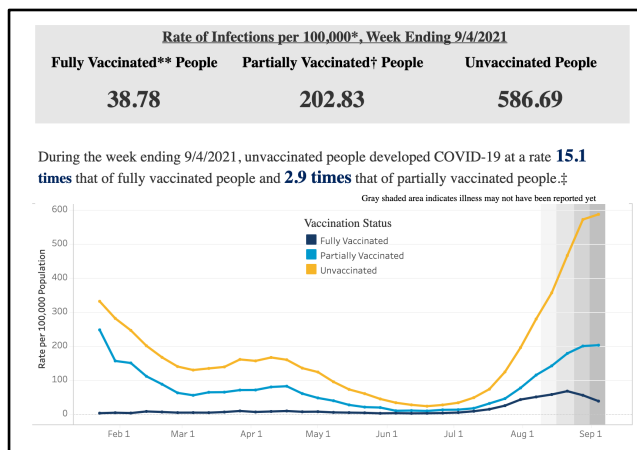 Rate of Infections per 100,000*, Week Ending 9/4/2021
Fully Vaccinated** People Partially Vaccinated† People Unvaccinated People
38.78 202.83 586.69
During the week ending 9/4/2021, unvaccinated people developed COVID-19 at a rate 15.1
times that of fully vaccinated people and 2.9 times that of partially vaccinated people.‡
Gray shaded area indicates illness may not have been reported yet
Vaccination Status
Fully Vaccinated
Partially Vaccinated
Unvaccinated
Rate per 100,000 Population
600
500
400
300
200
100
0
Feb 1 Mar 1 Apr 1 May 1 Jun 1 Jul 1 Aug 1 Sep 1